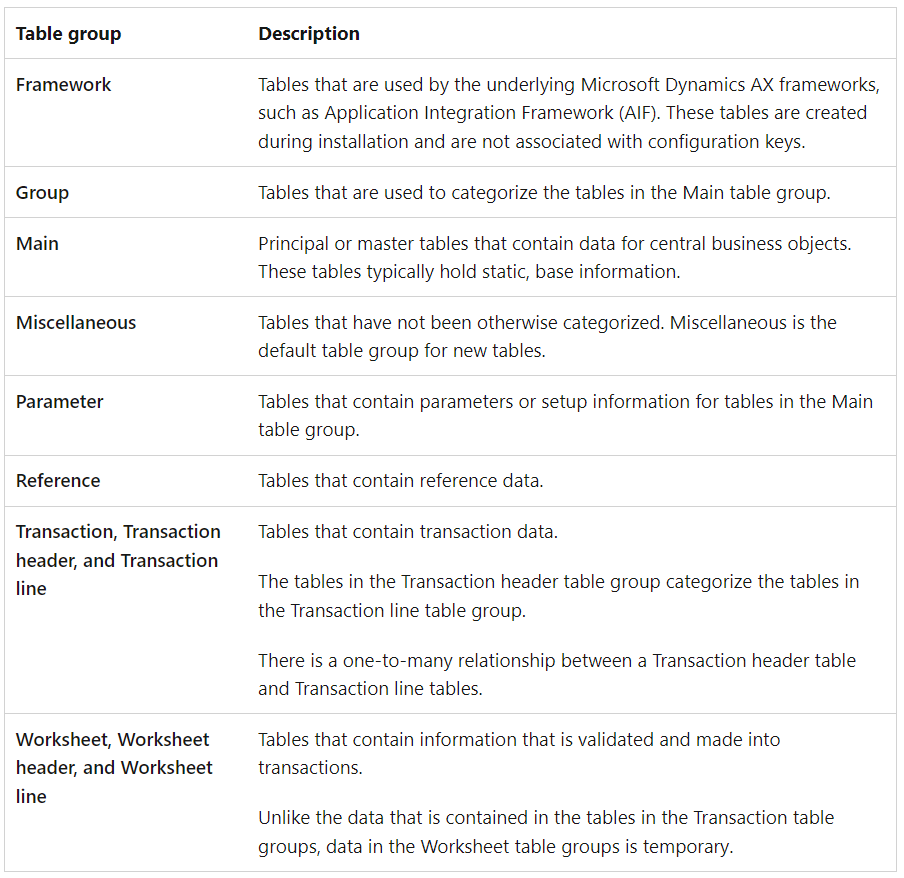 Table group
Description
Framework
Tables that are used by the underlying Microsoft Dynamics AX frameworks,
such as Application Integration Framework (AIF). These tables are created
during installation and are not associated with configuration keys.
Group
Tables that are used to categorize the tables in the Main table group.
Main
Principal or master tables that contain data for central business objects.
These tables typically hold static, base information.
Miscellaneous
Tables that have not been otherwise categorized. Miscellaneous is the
default table group for new tables.
Parameter
Tables that contain parameters or setup information for tables in the Main
table group.
Reference
Tables that contain reference data.
Transaction, Transaction
header, and Transaction
line
Tables that contain transaction data.
The tables in the Transaction header table group categorize the tables in
the Transaction line table group.
There is a one-to-many relationship between a Transaction header table
and Transaction line tables.
Worksheet, Worksheet
header, and Worksheet
line
Tables that contain information that is validated and made into
transactions.
Unlike the data that is contained in the tables in the Transaction table
groups, data in the Worksheet table groups is temporary.